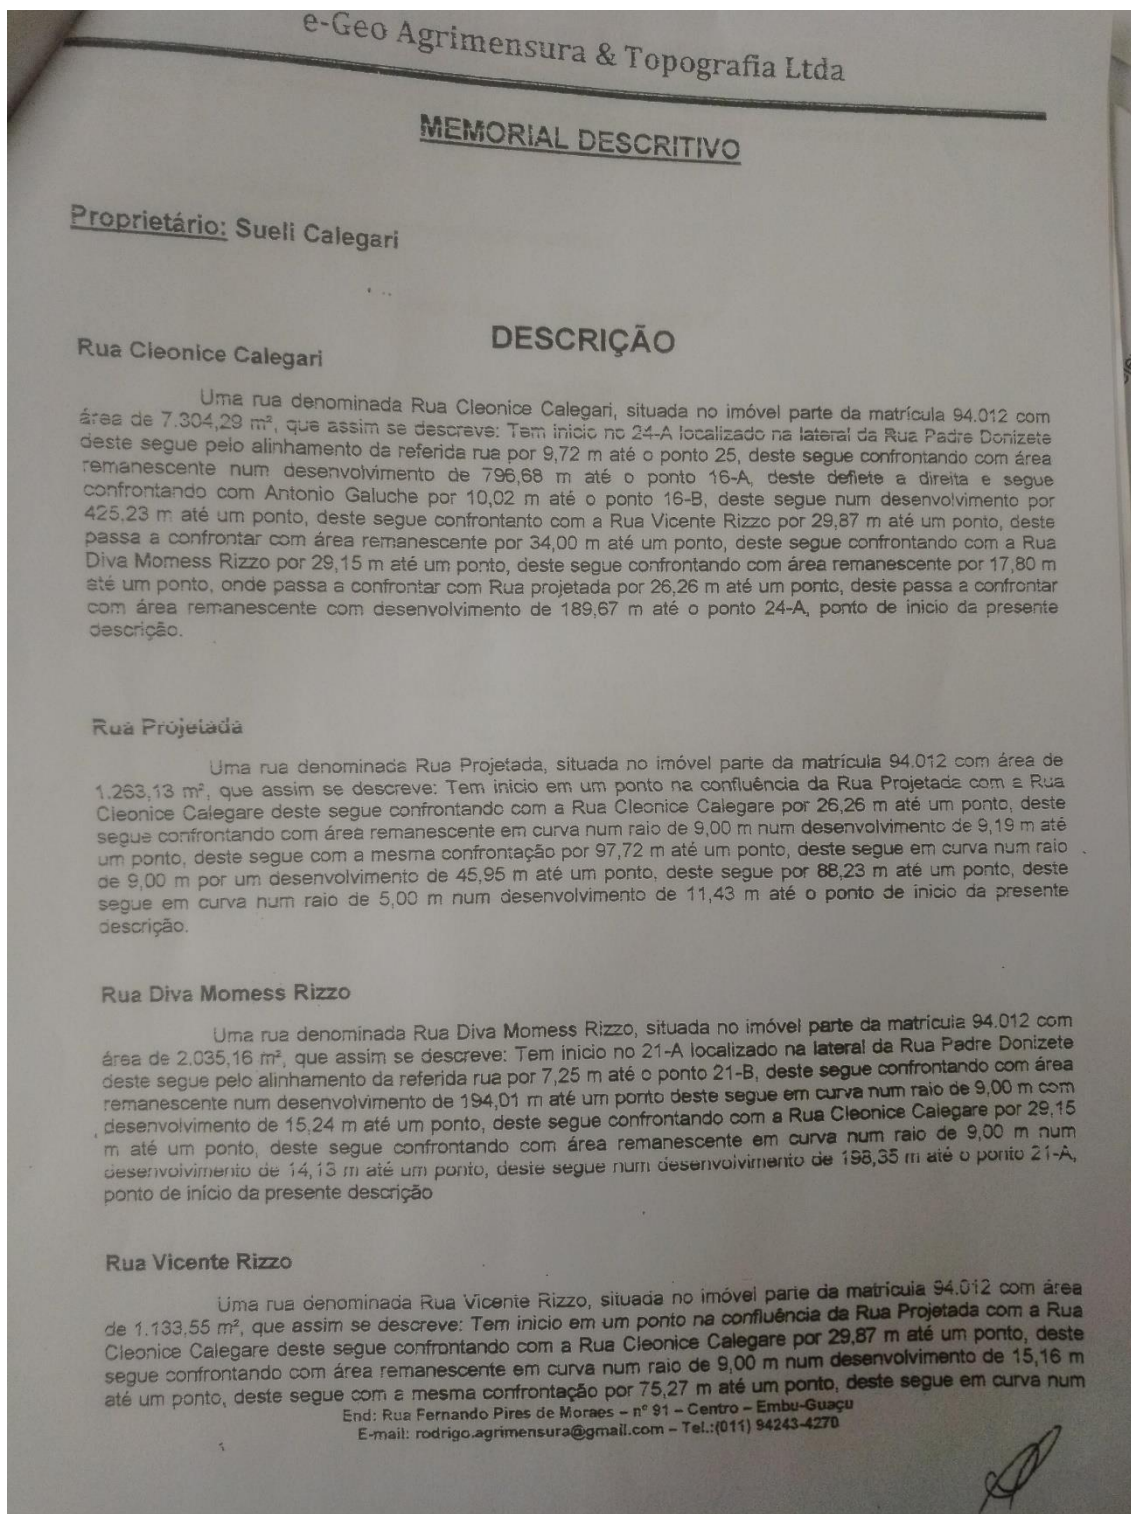 e-Geo Agrimensura & Topografia Ltda
MEMORIAL DESCRITIVO
Proprietário: Sueli Calegari
DESCRIÇÃO
Rua Cleonice Calegari
Uma rua denominada Rua Cleonice Calegari, situada no imóvel parte da matrícula 94.012 com
área de 7.304,29 m², que assim se descreve: Tem inicio no 24-A localizado na lateral da Rua Padre Donizete
deste segue pelo alinhamento da referida rua por 9,72 m até o ponto 25, deste segue confrontando com área
remanescente num desenvolvimento de 796,68 m até o ponto 16-A, deste deflete a direita e segue
confrontando com Antonio Galuche por 10,02 m até o ponto 16-B, deste segue num desenvolvimento por
425,23 m até um ponto, deste segue confrontanto com a Rua Vicente Rizzo por 29,87 m até um ponto, deste
passa a confrontar com área remanescente por 34,00 m até um ponto, deste segue confrontando com a Rua
Diva Momess Rizzo por 29,15 m até um ponto, deste segue confrontando com área remanescente por 17,80 m
até um ponto, onde passa a confrontar com Rua projetada por 26,26 m até um ponto, deste passa a confrontar
com área remanescente com desenvolvimento de 189,67 m até o ponto 24-A, ponto de inicio da presente
descrição.
Rua Projetada
Uma rua denominada Rua Projetada, situada no imóvel parte da matrícula 94.012 com área de
1.263,13 m², que assim se descreve: Tem inicio em um ponto na confluência da Rua Projetada com a Rua
Cleonice Calegare deste segue confrontando com a Rua Cleonice Calegare por 26,26 m até um ponto, deste
segue confrontando com área remanescente em curva num raio de 9,00 m num desenvolvimento de 9,19 m até
um ponto, deste segue com a mesma confrontação por 97,72 m até um ponto, deste segue em curva num raio
de 9,00 m por um desenvolvimento de 45,95 m até um ponto, deste segue por 88,23 m até um ponto, deste
segue em curva num raio de 5,00 m num desenvolvimento de 11,43 m até o ponto de inicio da presente
descrição.
Rua Diva Momess Rizzo
Uma rua denominada Rua Diva Momess Rizzo, situada no imóvel parte da matrícula 94.012 com
área de 2.035,16 m², que assim se descreve: Tem inicio no 21-A localizado na lateral da Rua Padre Donizete
deste segue pelo alinhamento da referida rua por 7,25 m até o ponto 21-B, deste segue confrontando com área
remanescente num desenvolvimento de 194,01 m até um ponto deste segue em curva num raio de 9,00 m com
desenvolvimento de 15,24 m até um ponto, deste segue confrontando com a Rua Cleonice Calegare por 29,15
m até um ponto, deste segue confrontando com área remanescente em curva num raio de 9,00 m num
desenvolvimento de 14,13 m até um ponto, deste segue num desenvolvimento de 198,35 m até o ponto 21-A,
ponto de início da presente descrição
Rua Vicente Rizzo
Uma rua denominada Rua Vicente Rizzo, situada no imóvel parte da matrícula 94.012 com área
de 1.133,55 m², que assim se descreve: Tem inicio em um ponto na confluência da Rua Projetada com a Rua
Cleonice Calegare deste segue confrontando com a Rua Cleonice Calegare por 29,87 m até um ponto, deste
segue confrontando com área remanescente em curva num raio de 9,00 m num desenvolvimento de 15,16 m
até um ponto, deste segue com a mesma confrontação por 75,27 m até um ponto, deste segue em curva num
End: Rua Fernando Pires de Moraes – nº 91 – Centro – Embu-Guaçu
E-mail: rodrigo.agrimensura@gmail.com – Tel.:(011) 94243-4270